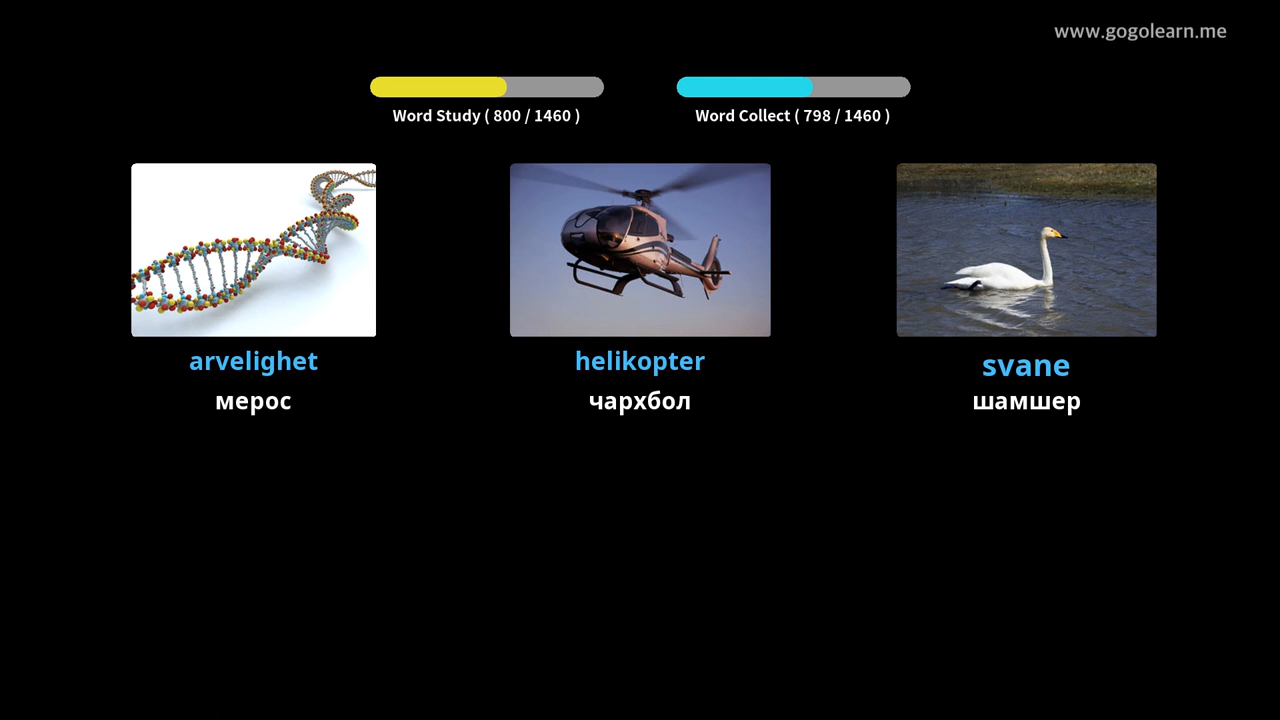 www.gogolearn.me
Word Study ( 800 / 1460 )
Word Collect ( 798 / 1460 )
arvelighet
helikopter
svane
мерос
чархбол
шамшер